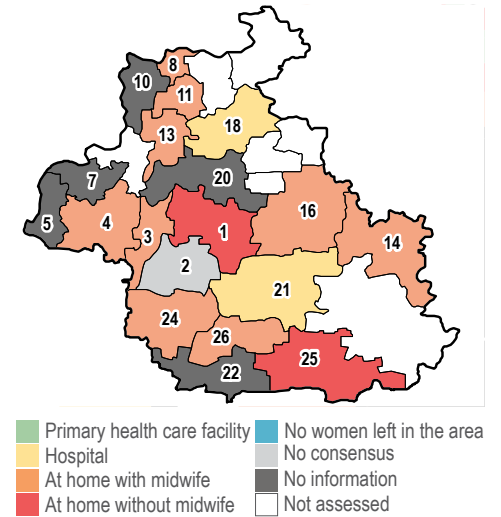 8
10
11
13
18
7
20
5
4
3
1
16
14
2
21
24
26
25
22
Primary health care facility
No women left in the area
Hospital
No consensus
At home with midwife
No information
At home without midwife
Not assessed